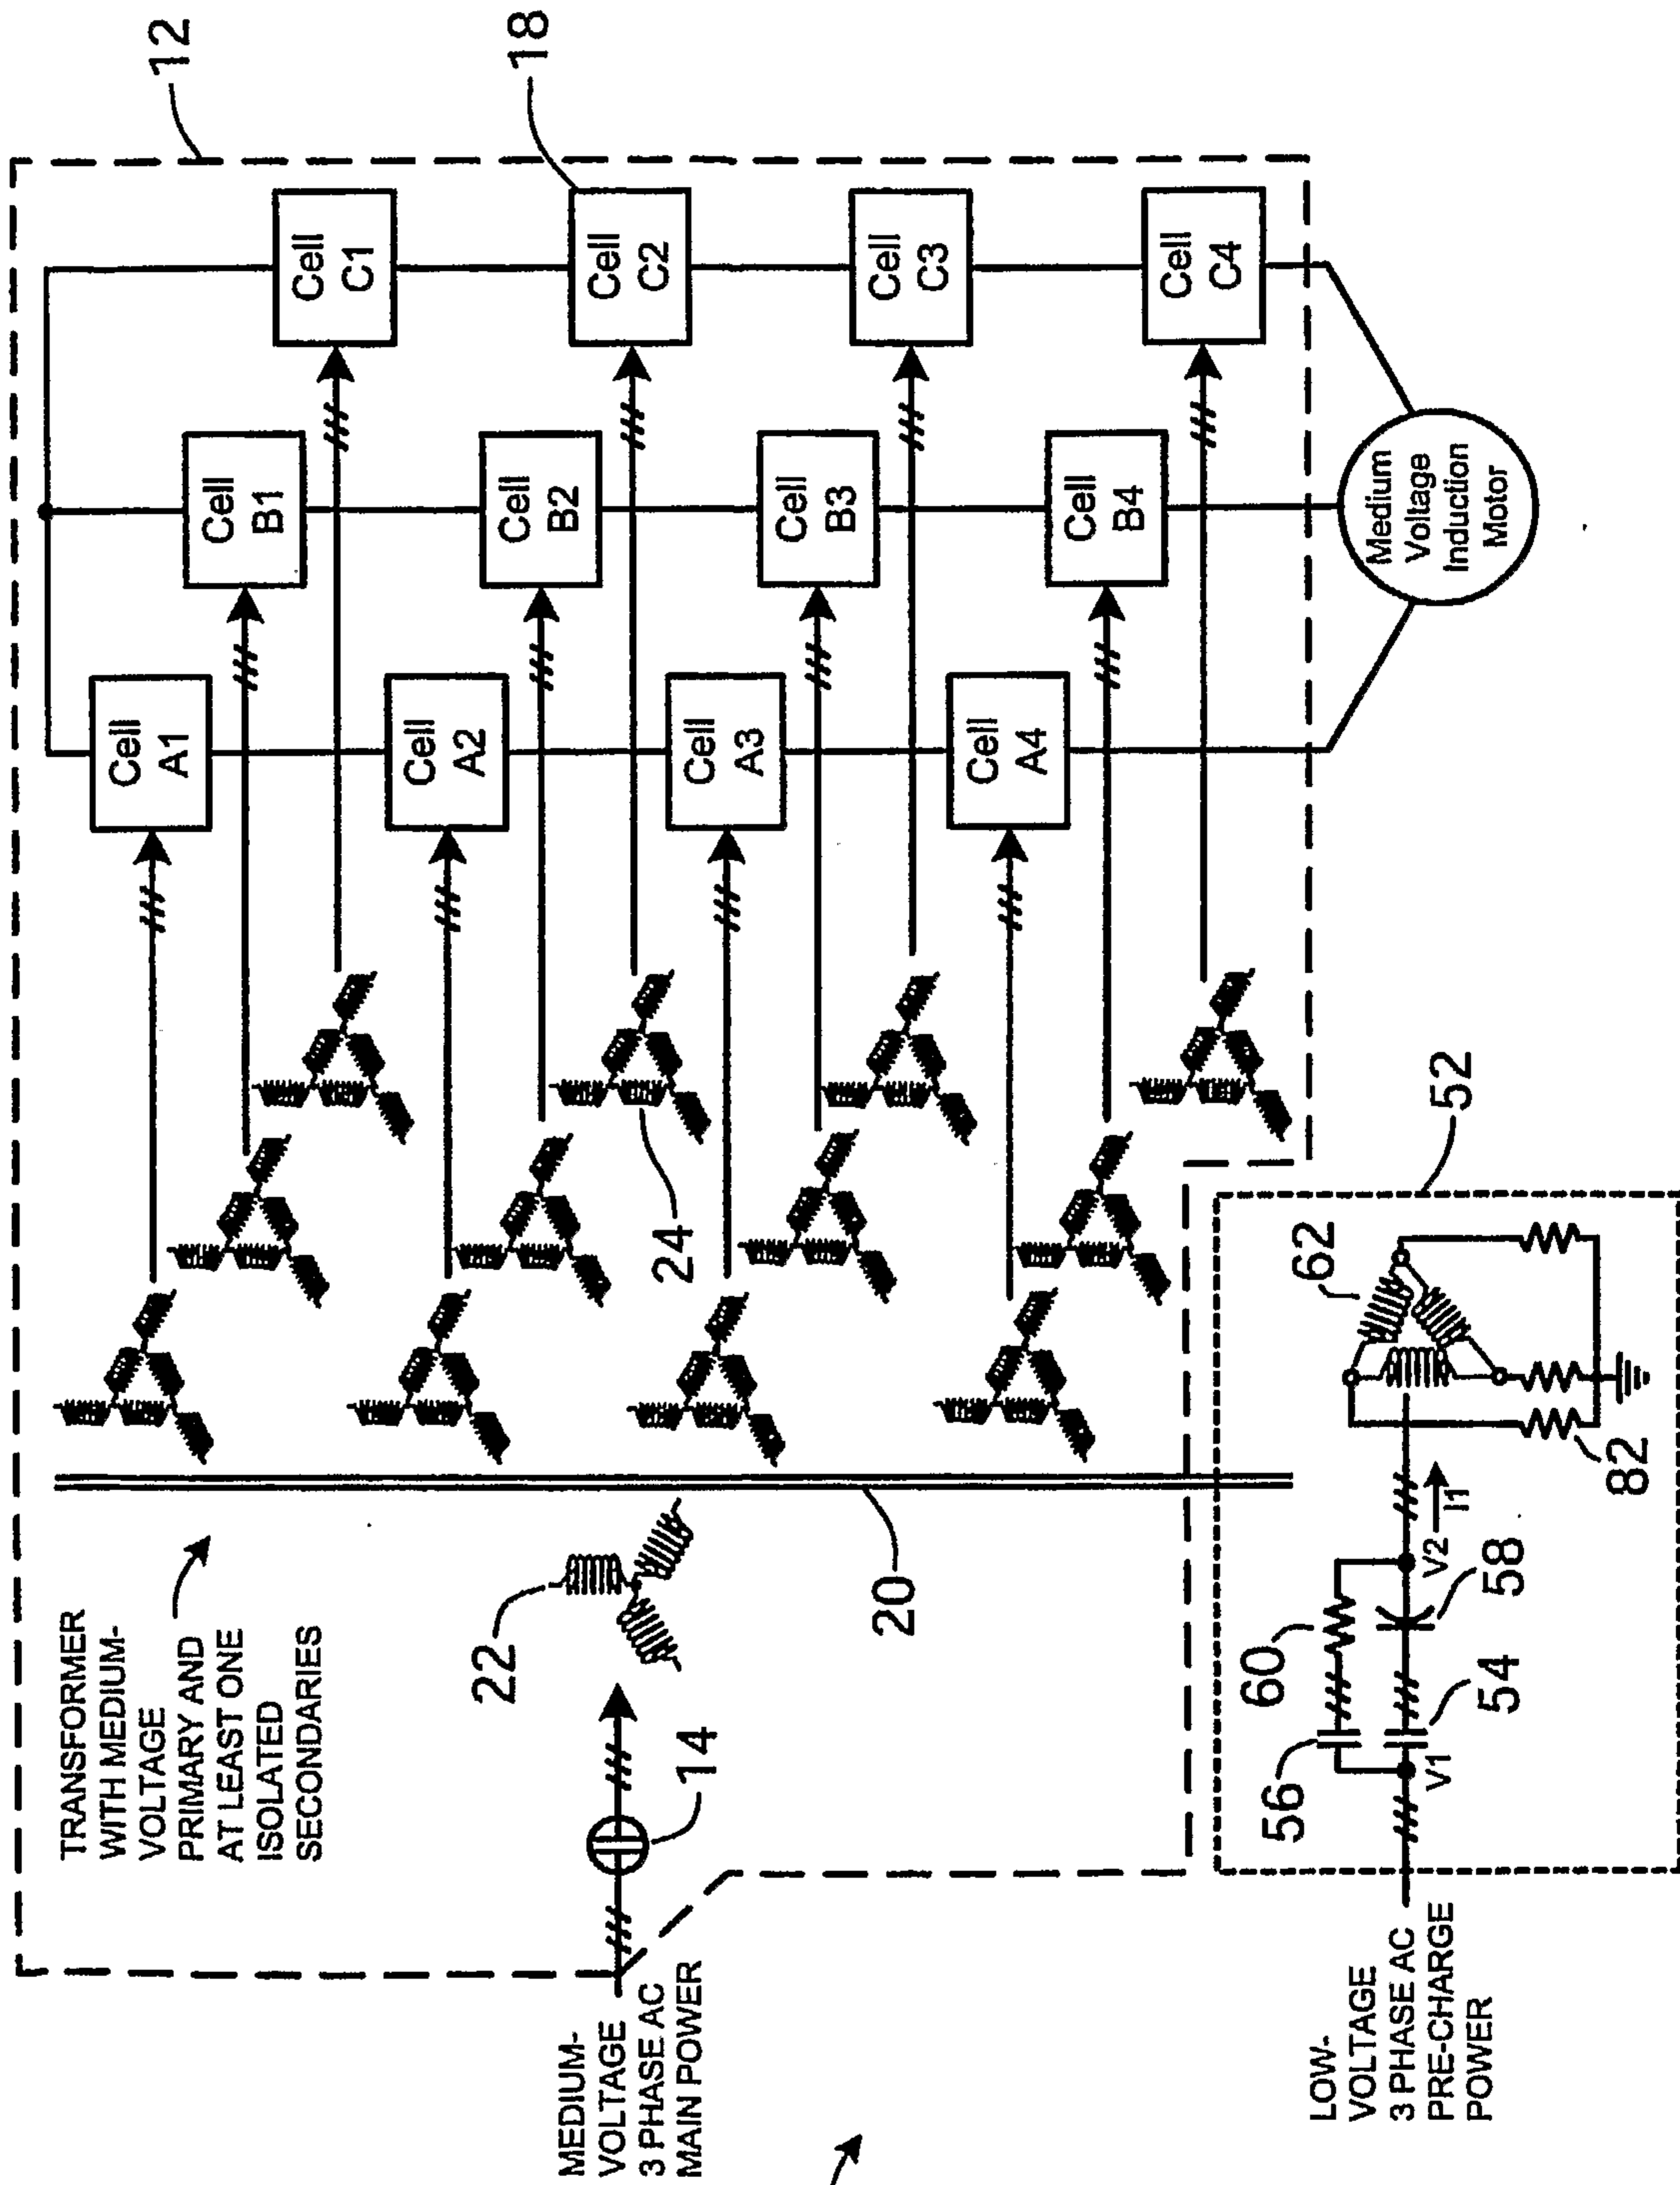 TRANSFORMER
WITH MEDIUM-
VOLTAGE
PRIMARY AND
AT LEAST ONE
ISOLATED
SECONDARIES
12
18
Cell
A1
Cell
B1
Cell
C1
Cell
A2
Cell
B2
Cell
C2
Cell
A3
Cell
B3
Cell
C3
Cell
A4
Cell
B4
Cell
C4
22
24
20
14
MEDIUM-
VOLTAGE
3 PHASE AC
MAIN POWER
Medium
Voltage
Induction
Motor
52
62
60
56
V1
54
V2
I1
58
82
LOW-
VOLTAGE
3 PHASE AC
PRE-CHARGE
POWER